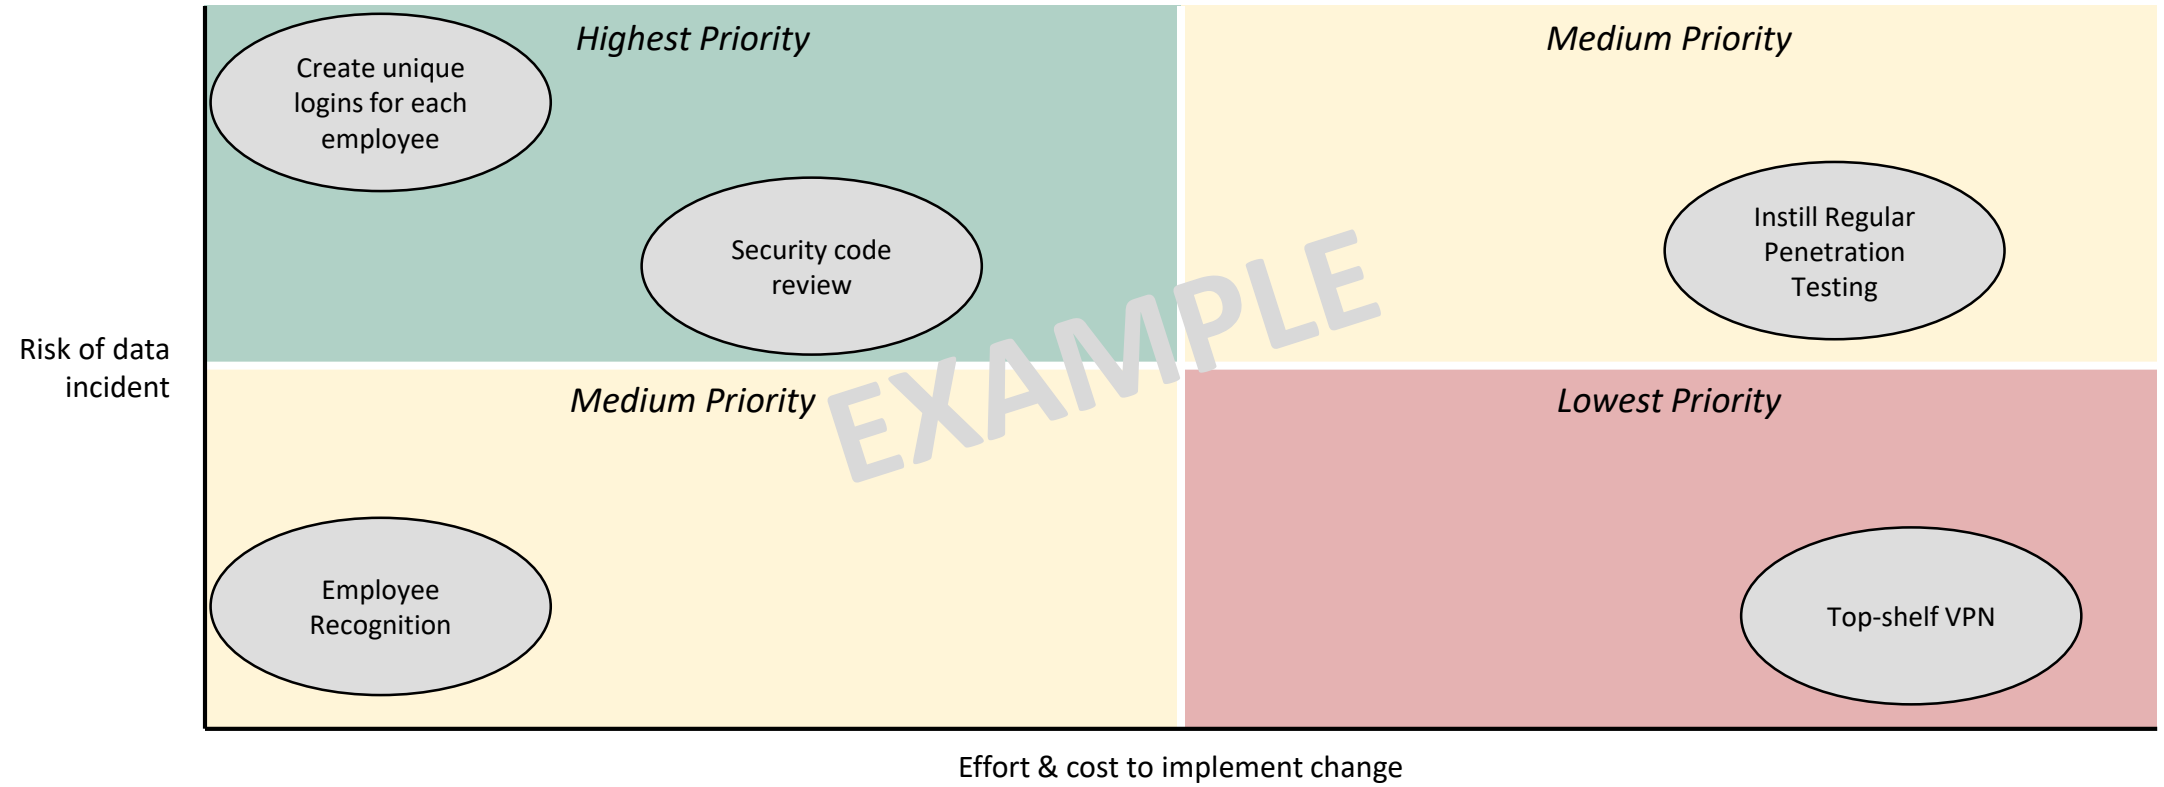 Highest Priority
Medium Priority
Create unique
logins for each
employee
Security code
review
Instill Regular
Penetration
Testing
Risk of data
incident
EXAMPLE
Medium Priority
Lowest Priority
Employee
Recognition
Top-shelf VPN
Effort & cost to implement change